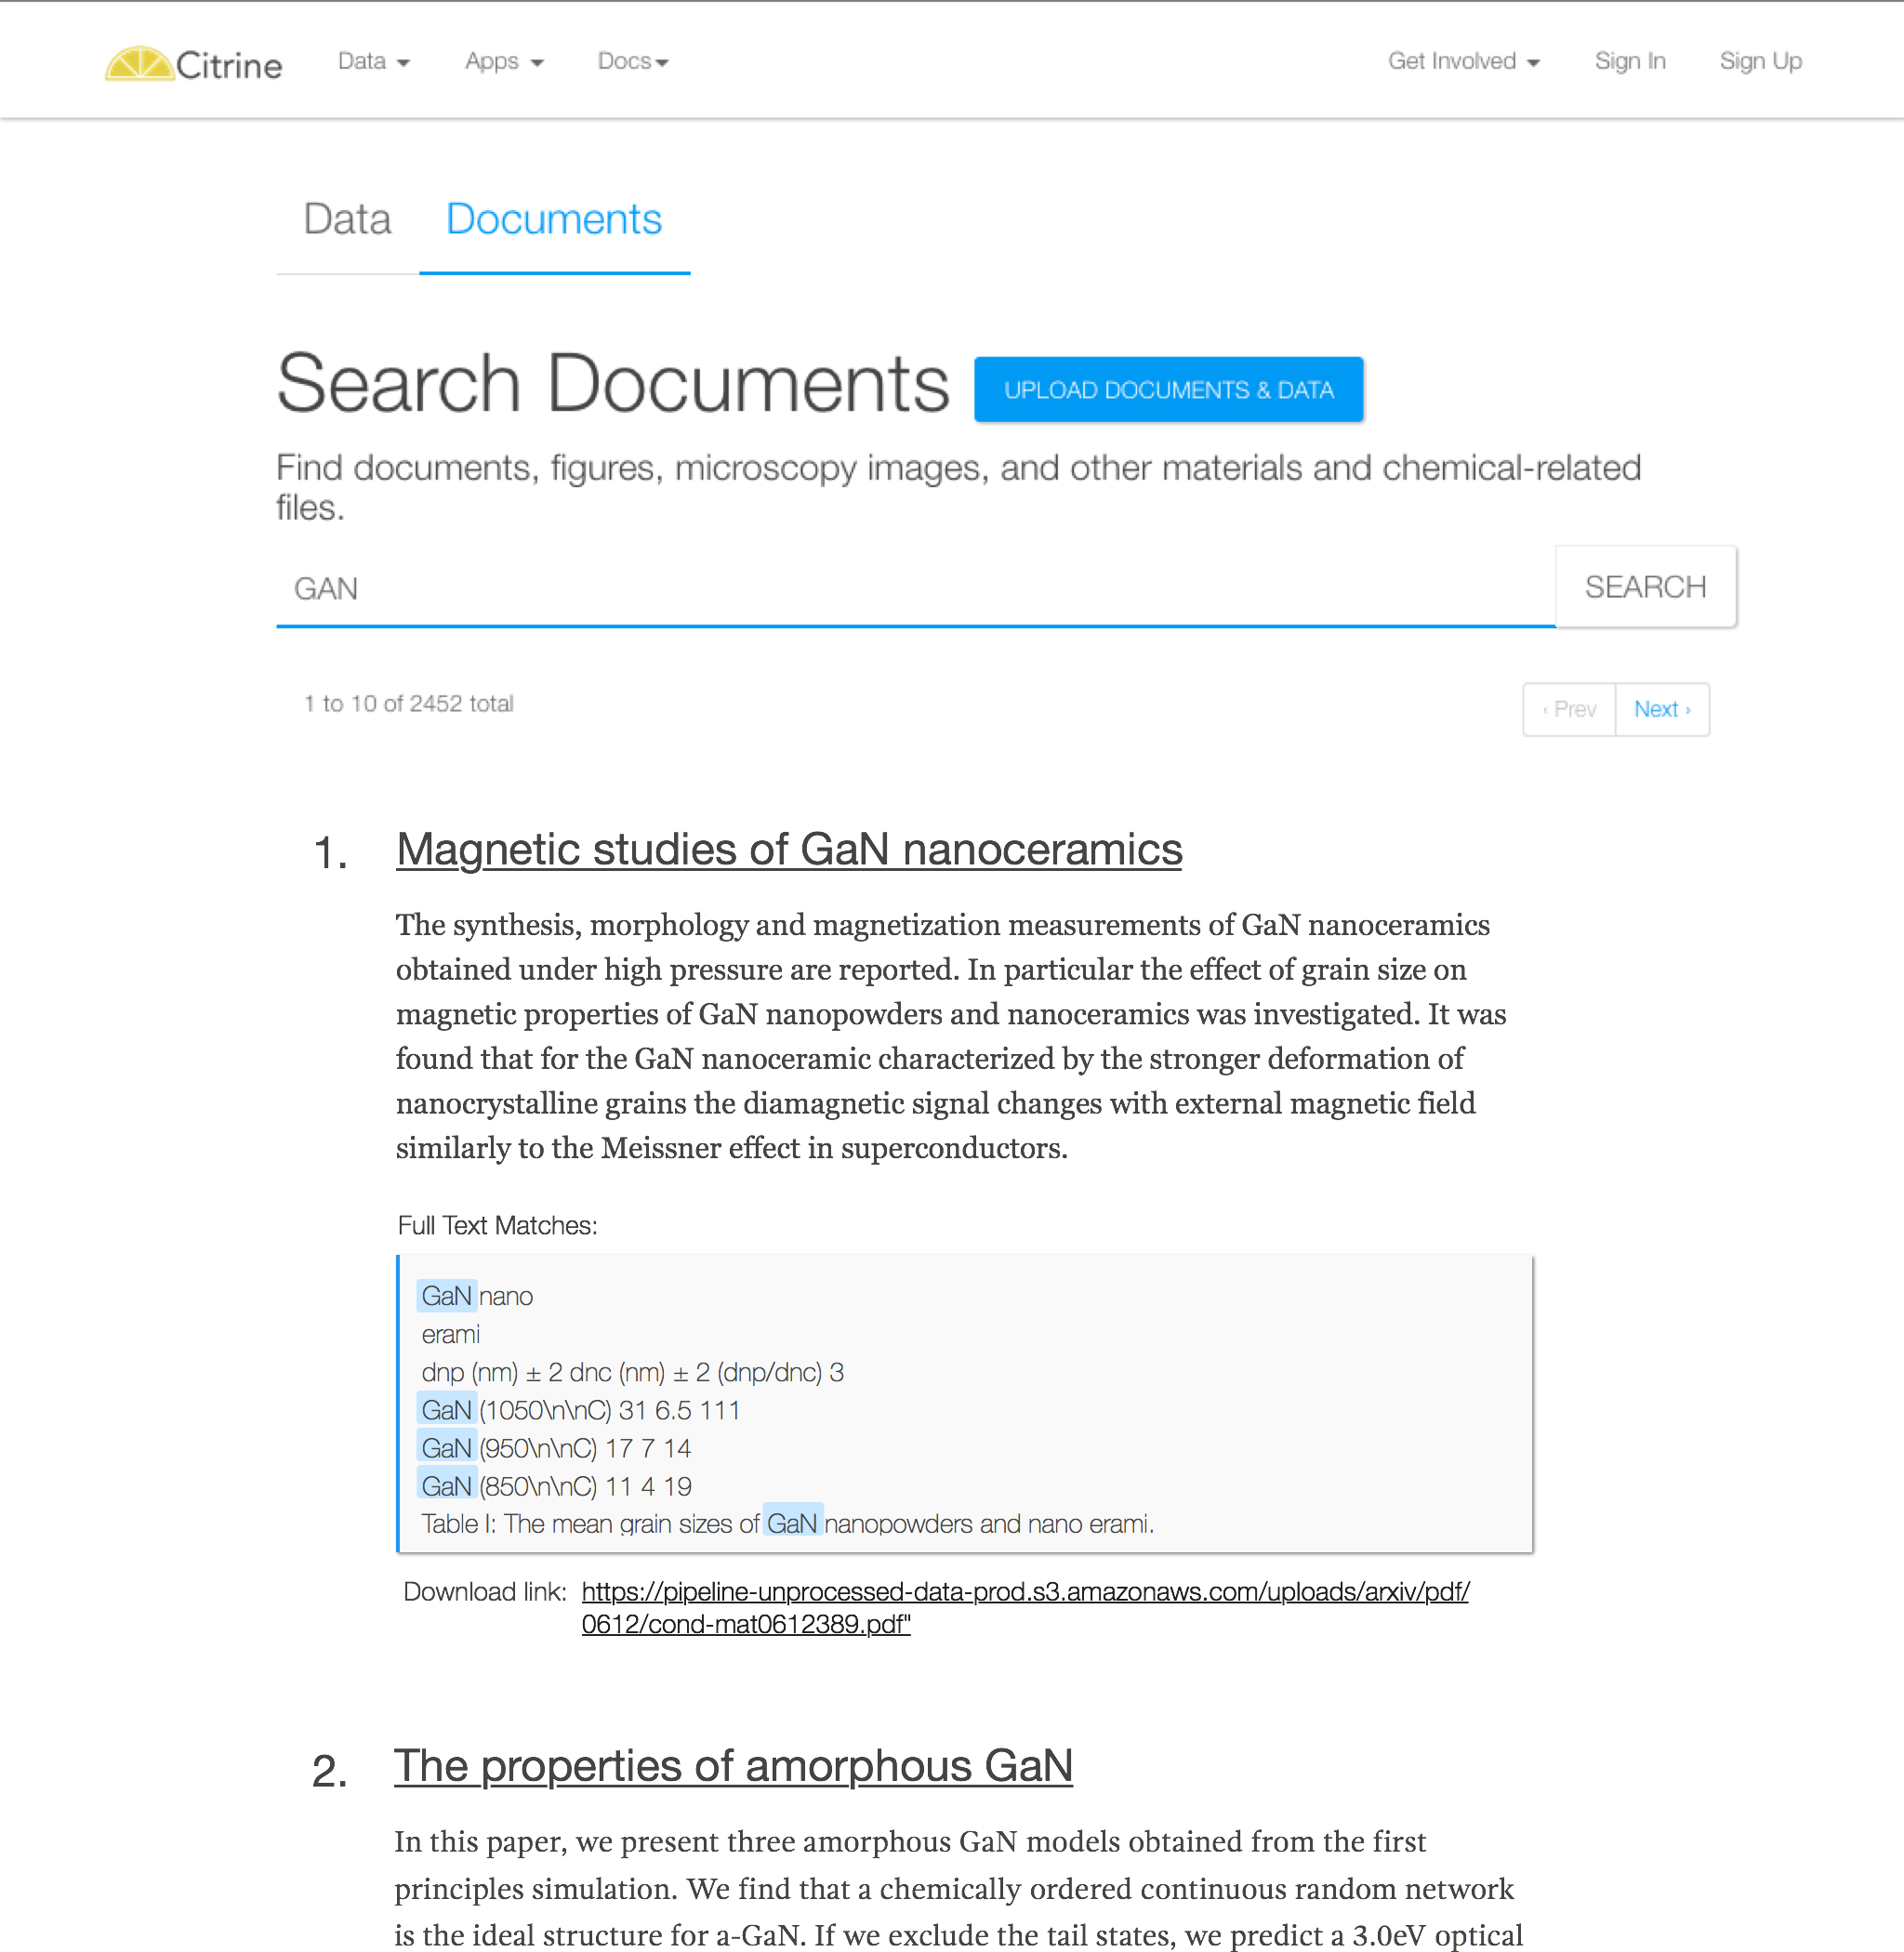 Citrine Data Apps Docs Get Involved Sign In Sign Up
Data Documents
Search Documents UPLOAD DOCUMENTS & DATA
Find documents, figures, microscopy images, and other materials and chemical-related
files.
GAN SEARCH
1 to 10 of 2452 total ‹ Prev Next ›
1. Magnetic studies of GaN nanoceramics
The synthesis, morphology and magnetization measurements of GaN nanoceramics
obtained under high pressure are reported. In particular the effect of grain size on
magnetic properties of GaN nanopowders and nanoceramics was investigated. It was
found that for the GaN nanoceramic characterized by the stronger deformation of
nanocrystalline grains the diamagnetic signal changes with external magnetic field
similarly to the Meissner effect in superconductors.
Full Text Matches:
GaN nano
erami
dnp (nm) ± 2 dnc (nm) ± 2 (dnp/dnc) 3
GaN (1050\n\nC) 31 6.5 111
GaN (950\n\nC) 17 7 14
GaN (850\n\nC) 11 4 19
Table I: The mean grain sizes of GaN nanopowders and nano erami.
Download link: https://pipeline-unprocessed-data-prod.s3.amazonaws.com/uploads/arxiv/pdf/
0612/cond-mat0612389.pdf"
2. The properties of amorphous GaN
In this paper, we present three amorphous GaN models obtained from the first
principles simulation. We find that a chemically ordered continuous random network
is the ideal structure for a-GaN. If we exclude the tail states, we predict a 3.0eV optical